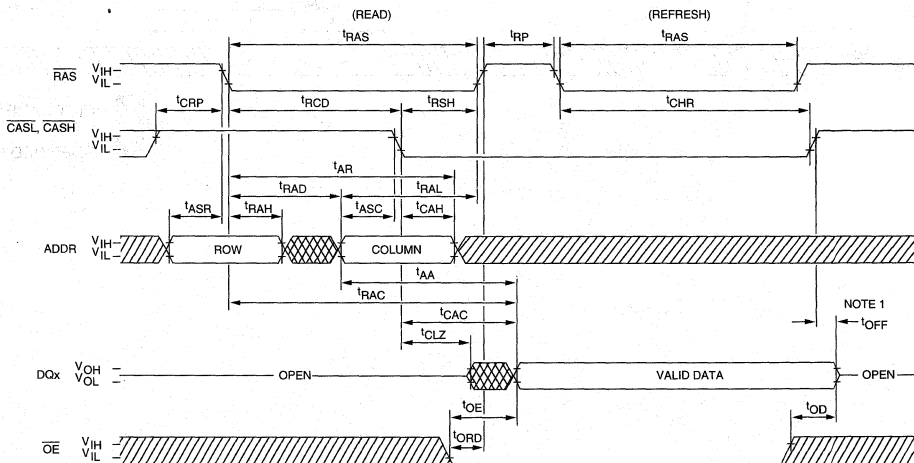 (READ) (REFRESH)
tRAS tRP tRAS
RAS VIH VIL
tCRP tRCD tRSH tCHR
CASL, CASH VIH VIL
tAR
tRAD tRAL
tASR tRAH tASC tCAH
ADDR VIH VIL ROW COLUMN
tAA
tRAC
tCAC NOTE 1
tCLZ tOFF
DQx VOH VOL OPEN VALID DATA OPEN
tOE tOD
tORD
OE VIH VIL